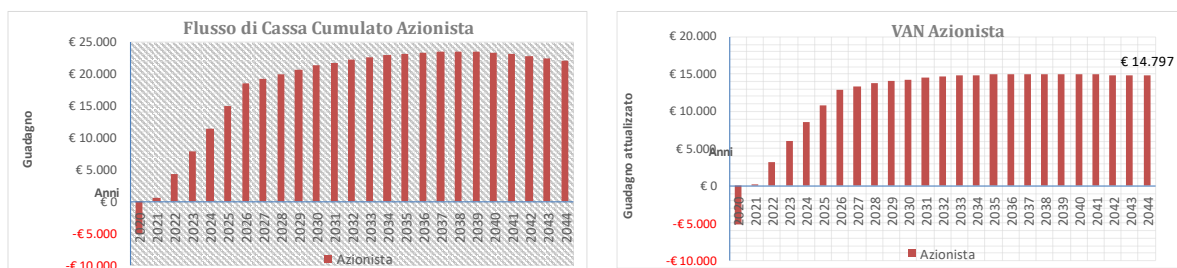 Flusso di Cassa Cumulato Azionista
€ 25.000
€ 20.000
€ 15.000
€ 10.000
€ 5.000
Anni
€ 0
-€ 5.000
-€ 10.000
Guadagno
2020 2021 2022 2023 2024 2025 2026 2027 2028 2029 2030 2031 2032 2033 2034 2035 2036 2037 2038 2039 2040 2041 2042 2043 2044
Azionista
VAN Azionista
€ 20.000
€ 14.797
€ 15.000
€ 10.000
€ 5.000
Anni
€ 0
-€ 5.000
-€ 10.000
Guadagno attualizzato
2020 2021 2022 2023 2024 2025 2026 2027 2028 2029 2030 2031 2032 2033 2034 2035 2036 2037 2038 2039 2040 2041 2042 2043 2044
Azionista